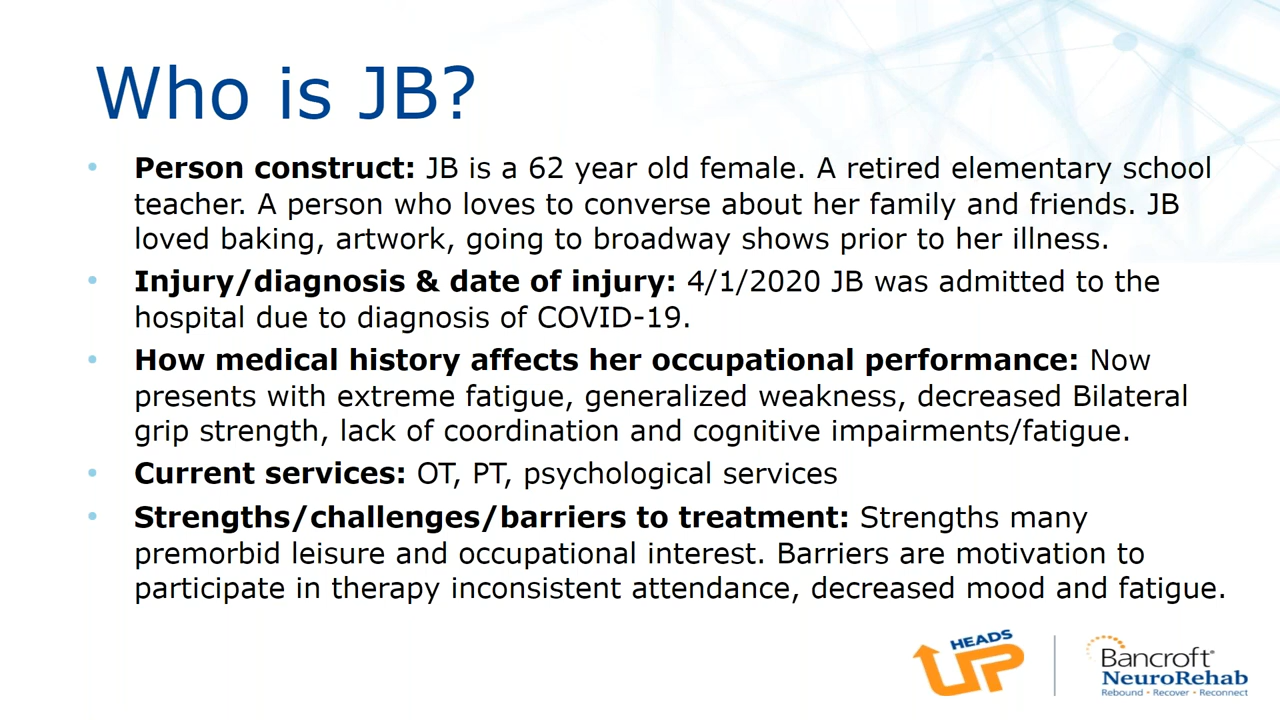 Who is JB?
• Person construct: JB is a 62 year old female. A retired elementary school
teacher. A person who loves to converse about her family and friends. JB
loved baking, artwork, going to broadway shows prior to her illness.
• Injury/diagnosis & date of injury: 4/1/2020 JB was admitted to the
hospital due to diagnosis of COVID-19.
• How medical history affects her occupational performance: Now
presents with extreme fatigue, generalized weakness, decreased Bilateral
grip strength, lack of coordination and cognitive impairments/fatigue.
• Current services: OT, PT, psychological services
• Strengths/challenges/barriers to treatment: Strengths many
premorbid leisure and occupational interest. Barriers are motivation to
participate in therapy inconsistent attendance, decreased mood and fatigue.
HEADS
UP
Bancroft®
NeuroRehab
Rebound • Recover • Reconnect